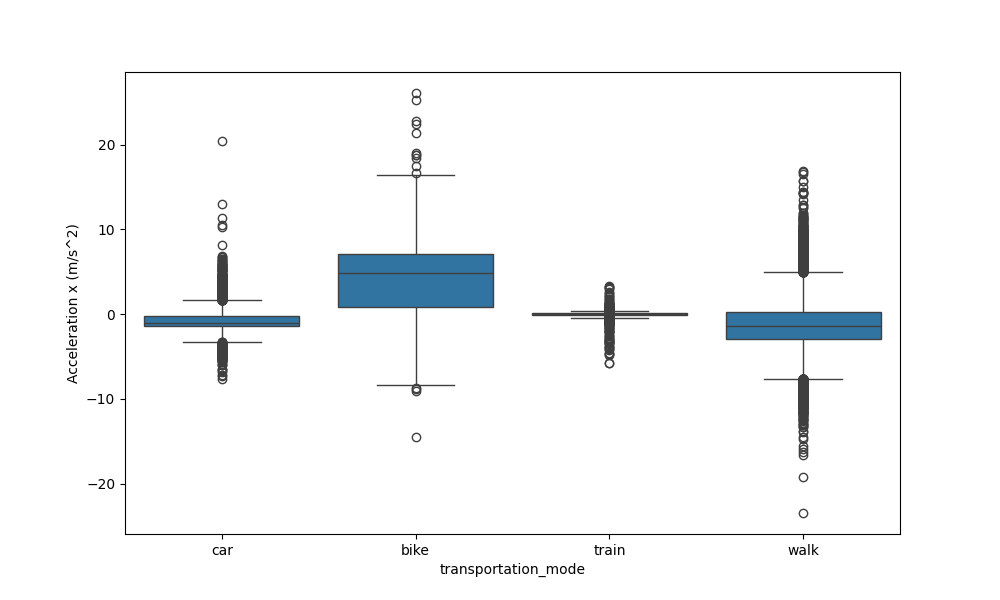 Acceleration x (m/s^2)
20
10
0
−10
−20
car bike train walk
transportation_mode